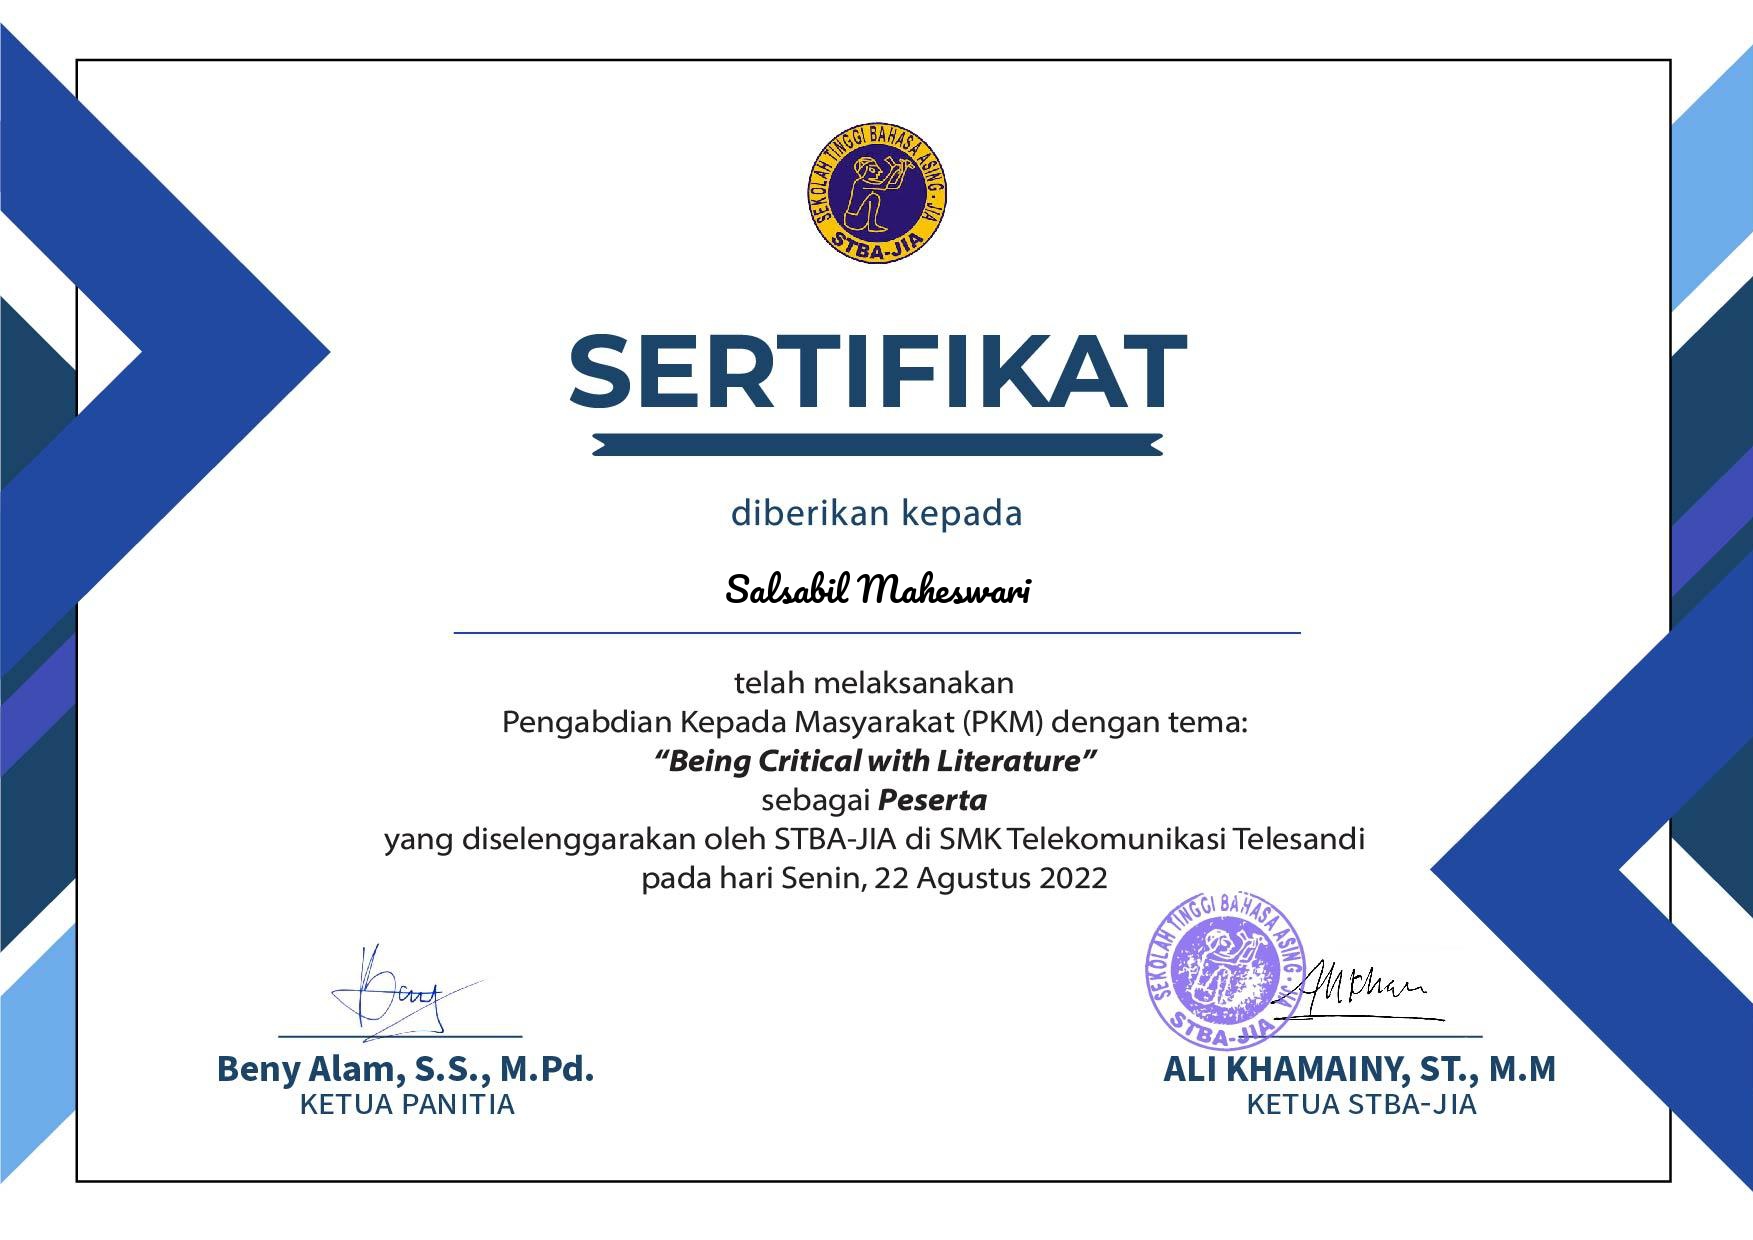 SEKOLAH TINGGI BAHASA ASING - JIA
STBA-JIA
SERTIFIKAT
diberikan kepada
Salsabil Maheswari
telah melaksanakan
Pengabdian Kepada Masyarakat (PKM) dengan tema:
“Being Critical with Literature”
sebagai Peserta
yang diselenggarakan oleh STBA-JIA di SMK Telekomunikasi Telesandi
pada hari Senin, 22 Agustus 2022
SEKOLAH TINGGI BAHASA ASING - JIA
STBA-JIA
Beny Alam, S.S., M.Pd.
KETUA PANITIA
ALI KHAMAINY, ST., M.M
KETUA STBA-JIA